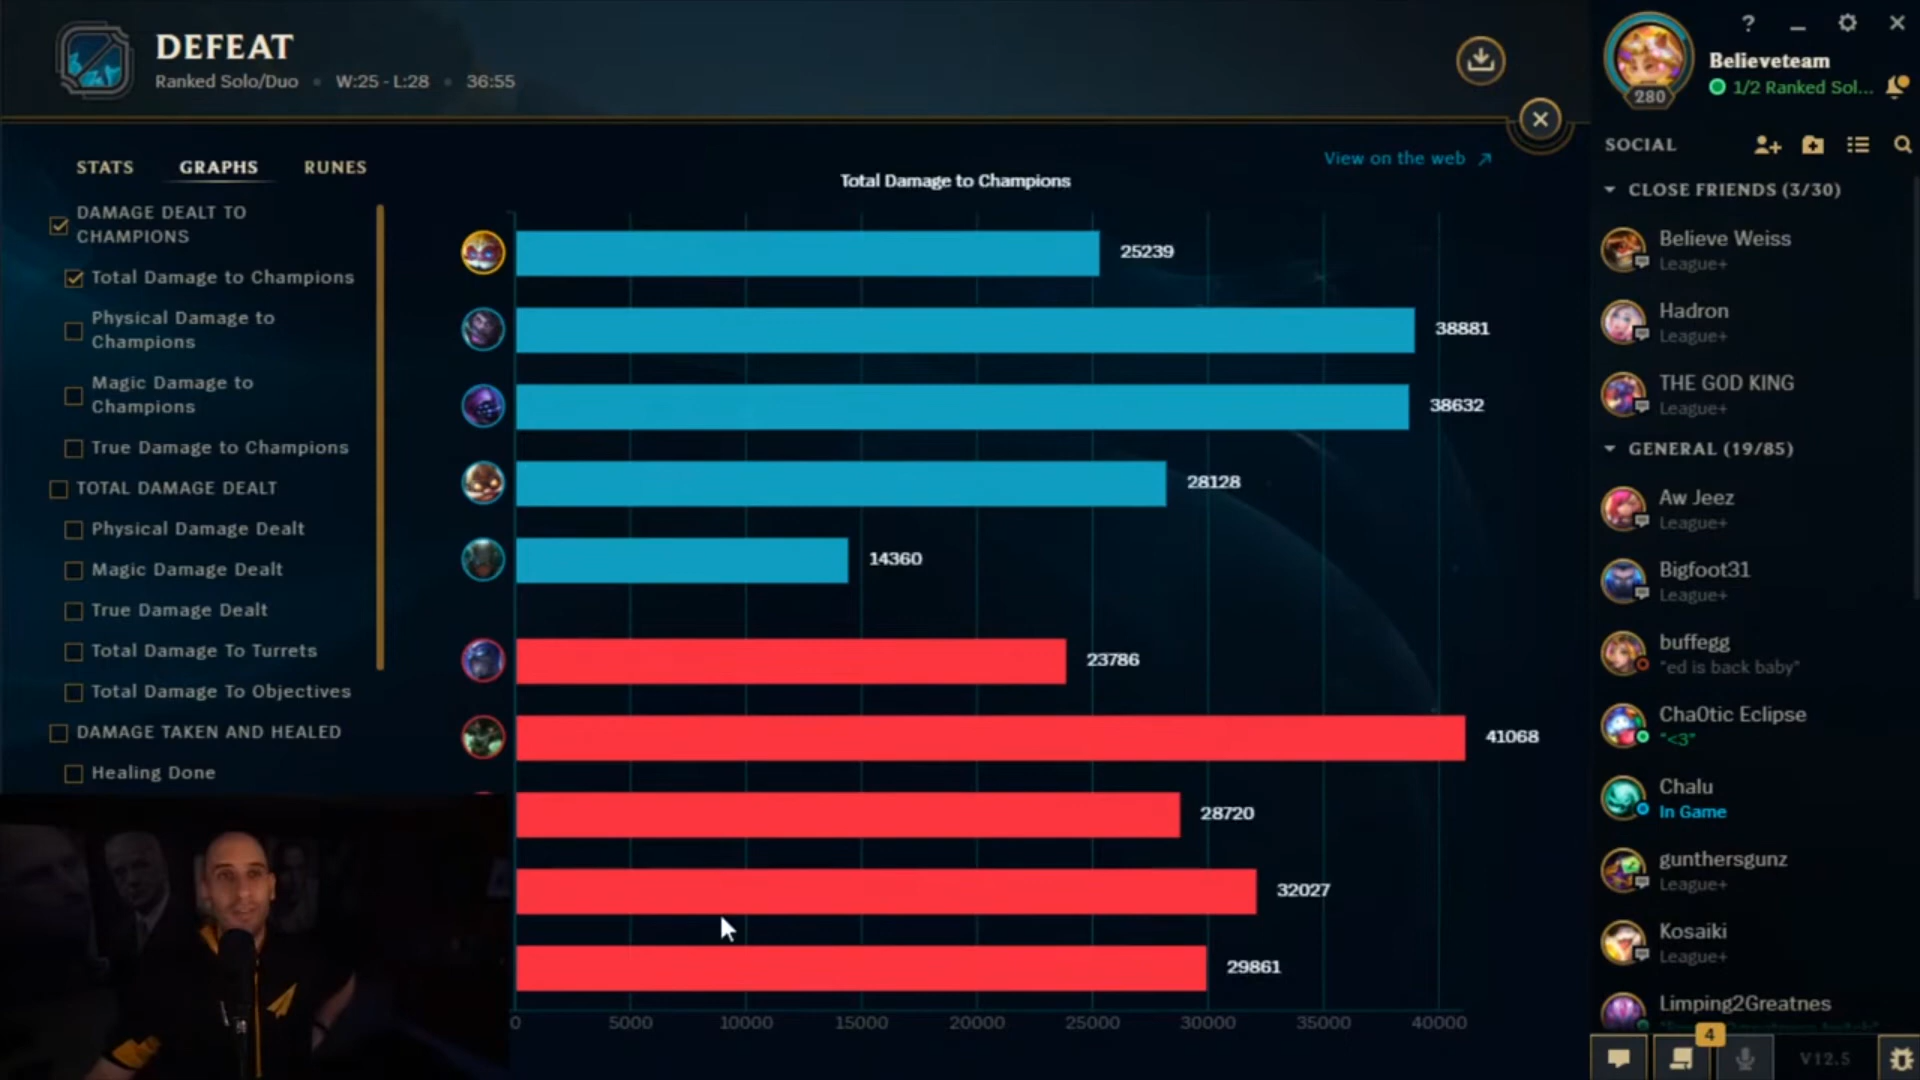 DEFEAT
Ranked Solo/Duo • W:25 - L:28 • 36:55
STATS
GRAPHS
RUNES
View on the web
DAMAGE DEALT TO
CHAMPIONS
Total Damage to Champions
Physical Damage to
Champions
Magic Damage to
Champions
True Damage to Champions
TOTAL DAMAGE DEALT
Physical Damage Dealt
Magic Damage Dealt
True Damage Dealt
Total Damage To Turrets
Total Damage To Objectives
DAMAGE TAKEN AND HEALED
Healing Done
Total Damage to Champions
25239
38881
38632
28128
14360
23786
41068
28720
32027
29861
0 5000 10000 15000 20000 25000 30000 35000 40000
?
280
Believeteam
1/2 Ranked Sol...
SOCIAL
CLOSE FRIENDS (3/30)
Believe Weiss
League+
Hadron
League+
THE GOD KING
League+
GENERAL (19/85)
Aw Jeez
League+
Bigfoot31
League+
buffegg
"ed is back baby"
Cha0tic Eclipse
"<3"
Chalu
In Game
gunthersgunz
League+
Kosaiki
League+
Limping2Greatnes
4
V12.5